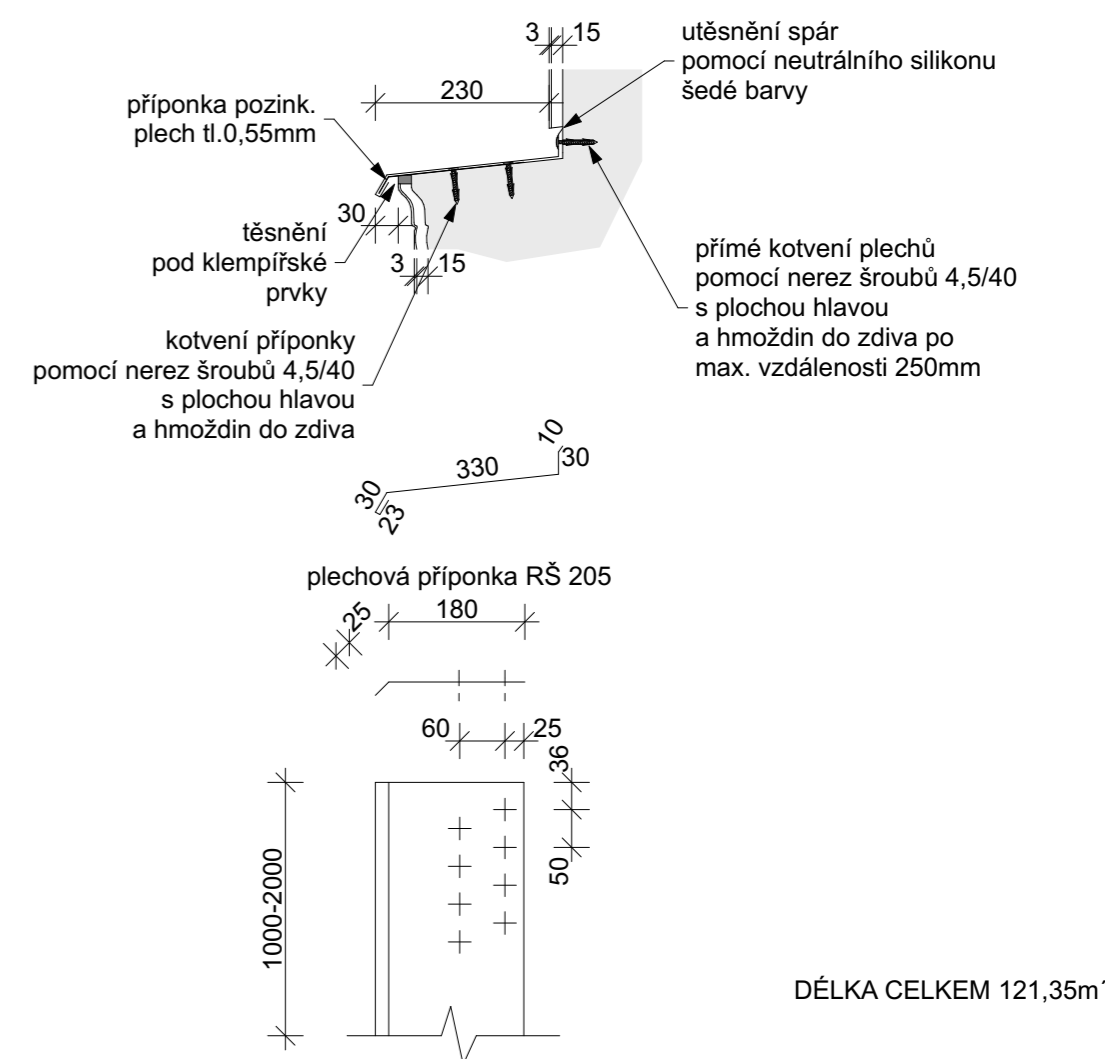 3
15
230
utěsnění spár
pomocí neutrálního silikonu
šedé barvy
příponka pozink.
plech tl.0,55mm
30
těsnění
pod klempířské
prvky
3
15
přímé kotvení plechů
pomocí nerez šroubů 4,5/40
s plochou hlavou
a hmoždin do zdiva po
max. vzdálenosti 250mm
kotvení příponky
pomocí nerez šroubů 4,5/40
s plochou hlavou
a hmoždin do zdiva
10
330
30
30
23
plechová příponka RŠ 205
25
180
60
25
36
50
1000-2000
DÉLKA CELKEM 121,35m´